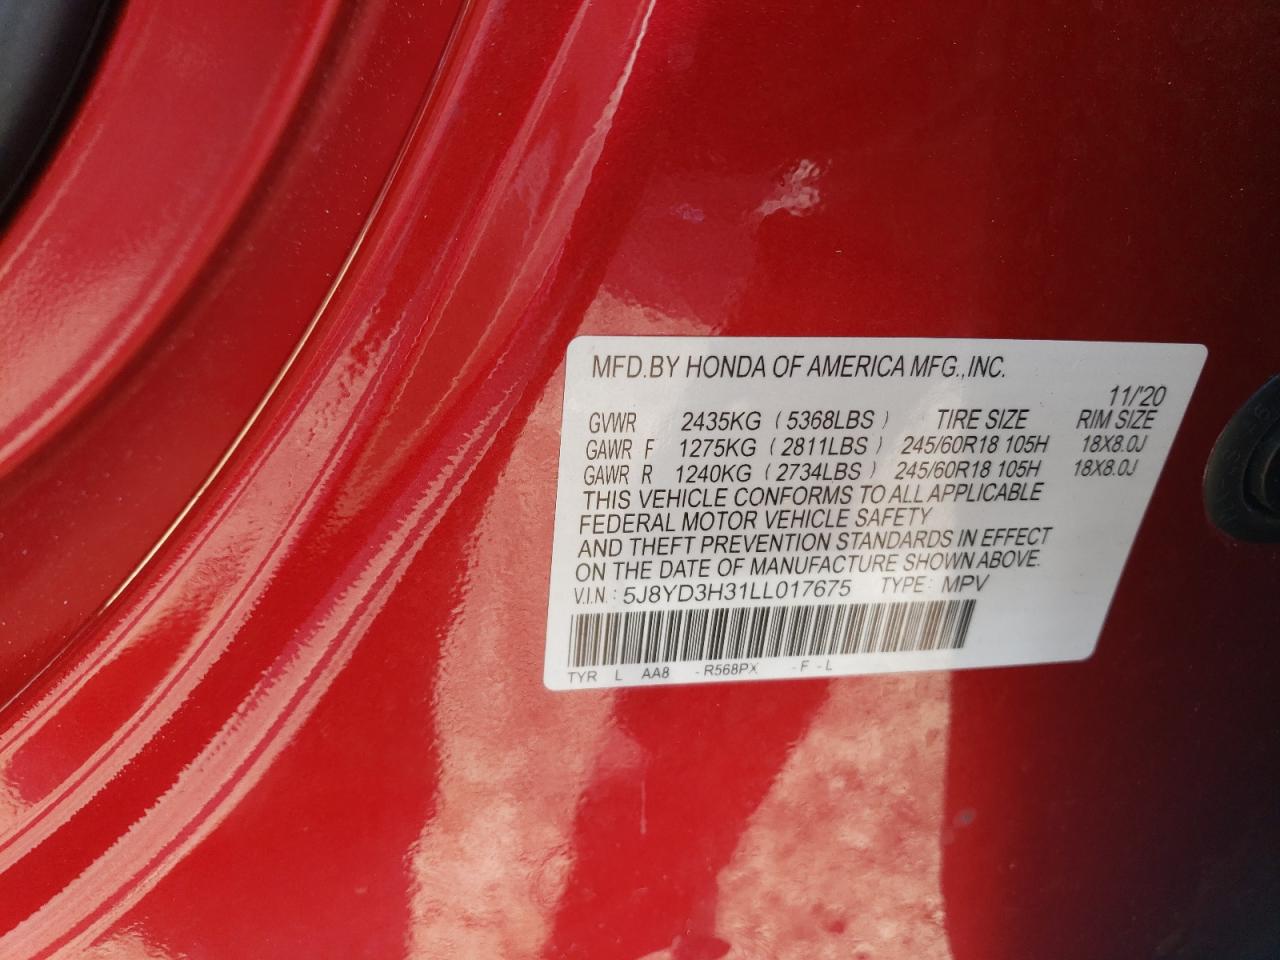 MFD.BY HONDA OF AMERICA MFG.,INC.
11/'20
GVWR 2435KG (5368LBS) TIRE SIZE RIM SIZE
GAWR F 1275KG (2811LBS) 245/60R18 105H 18X8.0J
GAWR R 1240KG (2734LBS) 245/60R18 105H 18X8.0J
THIS VEHICLE CONFORMS TO ALL APPLICABLE
FEDERAL MOTOR VEHICLE SAFETY
AND THEFT PREVENTION STANDARDS IN EFFECT
ON THE DATE OF MANUFACTURE SHOWN ABOVE.
V.I.N.: 5J8YD3H31LL017675 TYPE: MPV
TYR L AA8 -R568PX -F -L